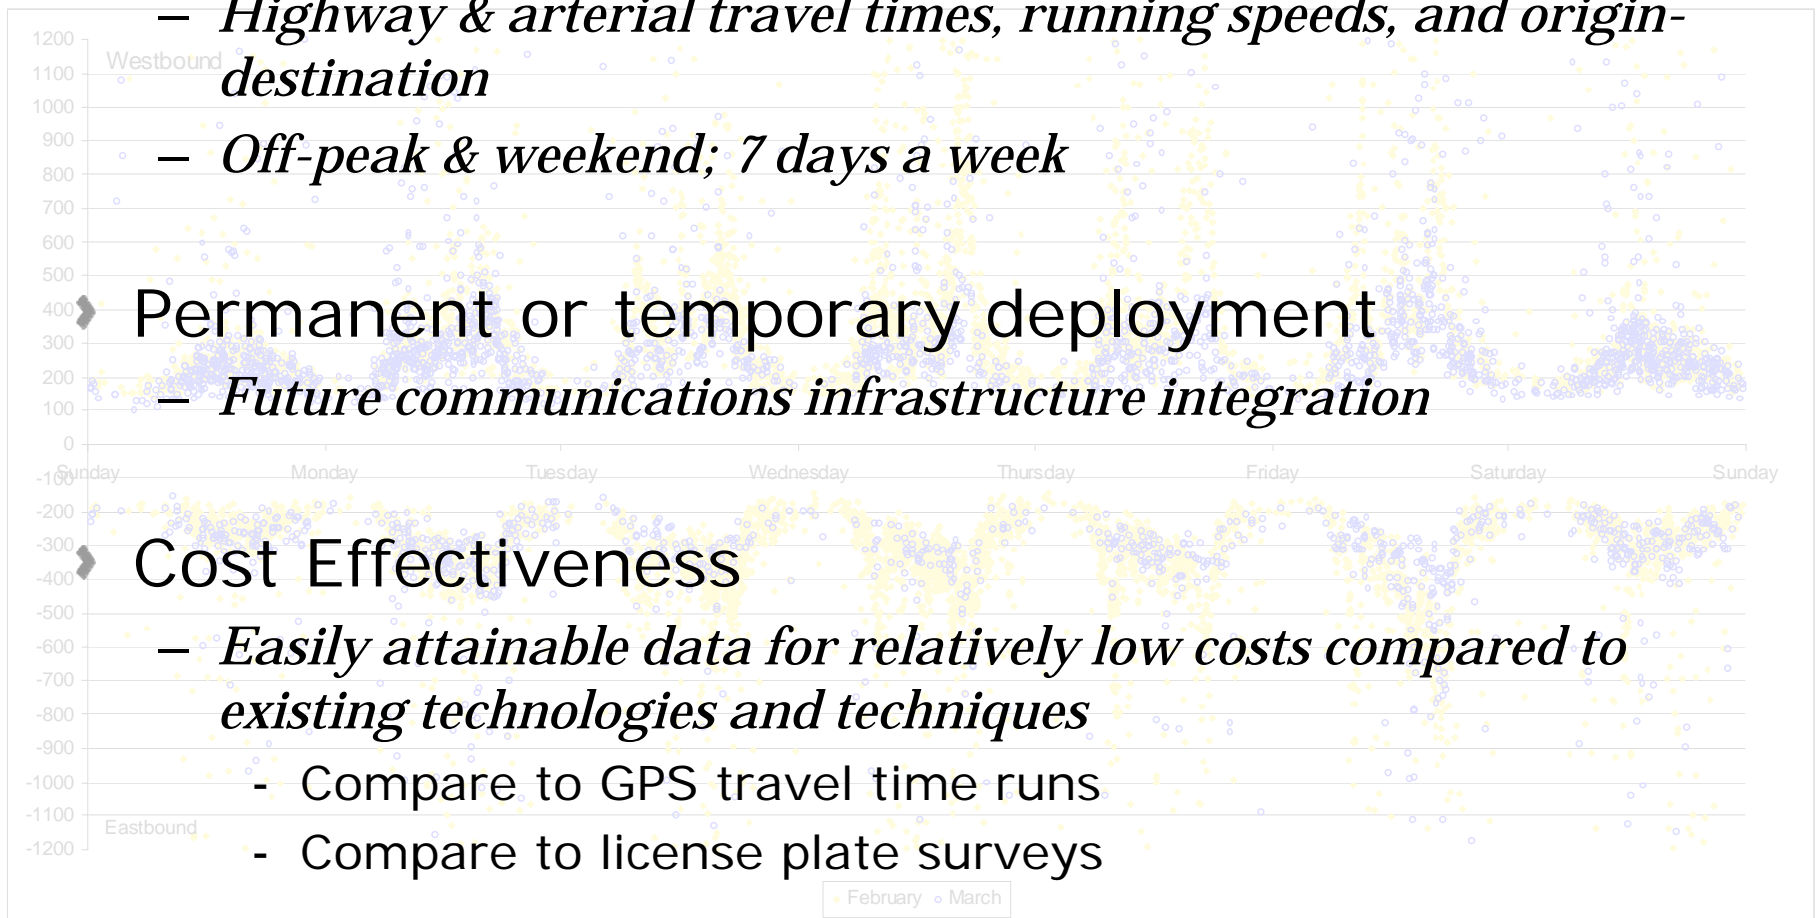 – Highway & arterial travel times, running speeds, and origin-
destination
– Off-peak & weekend; 7 days a week
Permanent or temporary deployment
– Future communications infrastructure integration
Cost Effectiveness
– Easily attainable data for relatively low costs compared to
existing technologies and techniques
- Compare to GPS travel time runs
- Compare to license plate surveys
1200
Westbound
1100
1000
900
800
700
600
500
400
300
200
100
0
Sunday Monday Tuesday Wednesday Thursday Friday Saturday Sunday
-100
-200
-300
-400
-500
-600
-700
-800
-900
-1000
-1100
Eastbound
-1200
February March